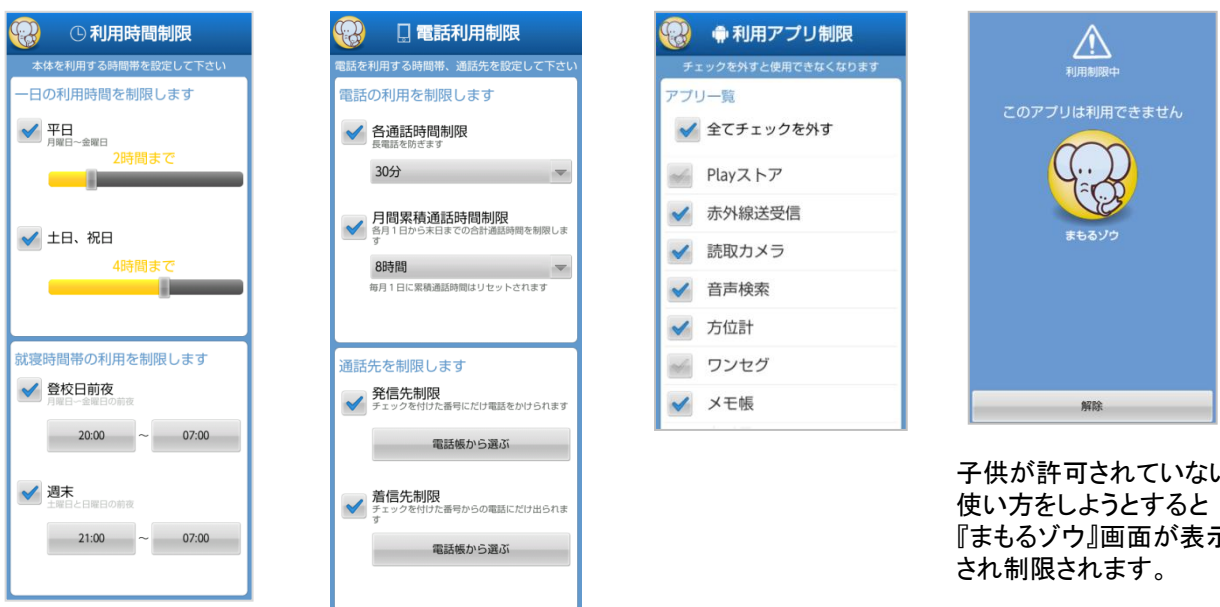 利用時間制限
本体を利用する時間帯を設定して下さい
一日の利用時間を制限します
平日
月曜日～金曜日
2時間まで
土日、祝日
4時間まで
就寝時間帯の利用を制限します
登校日前夜
月曜日～金曜日の前夜
20:00 ～ 07:00
週末
土曜日と日曜日の前夜
21:00 ～ 07:00
電話利用制限
電話を利用する時間帯、通話先を設定して下さい
電話の利用を制限します
各通話時間制限
長電話を防ぎます
30分
月間累積通話時間制限
各月１日から末日までの合計通話時間を制限しま
す
8時間
毎月１日に累積通話時間はリセットされます
通話先を制限します
発信先制限
チェックを付けた番号にだけ電話をかけられます
電話帳から選ぶ
着信先制限
チェックを付けた番号からの電話にだけ出られま
す
電話帳から選ぶ
利用アプリ制限
チェックを外すと使用できなくなります
アプリ一覧
全てチェックを外す
Playストア
赤外線送受信
読取カメラ
音声検索
方位計
ワンセグ
メモ帳
利用制限中
このアプリは利用できません
まもるゾウ
解除
子供が許可されていない
使い方をしようとすると
『まもるゾウ』画面が表示
され制限されます。